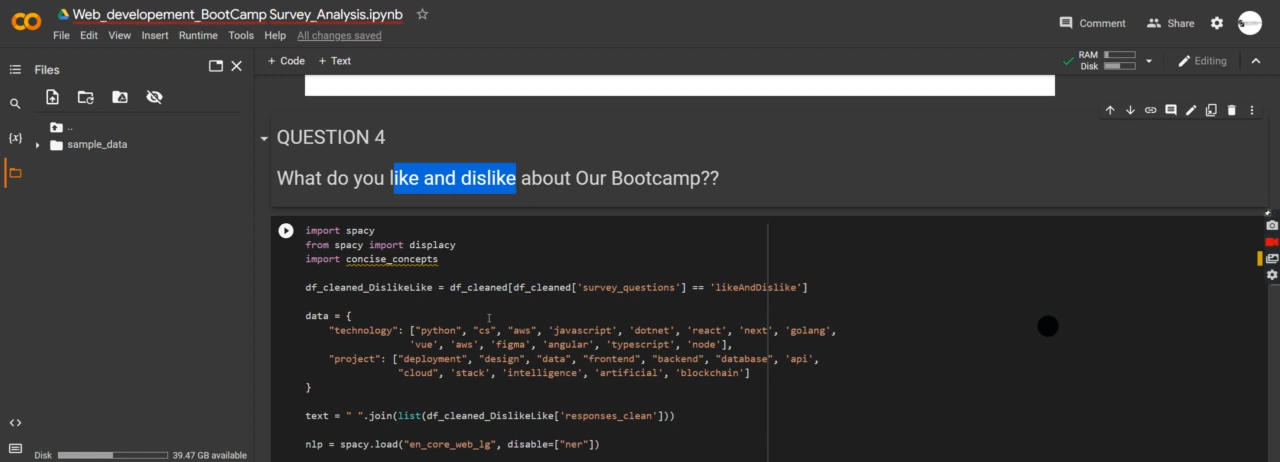 Web_developement_BootCamp Survey_Analysis.ipynb
File Edit View Insert Runtime Tools Help All changes saved
Comment Share
Files
+ Code + Text
RAM
Disk
Editing
..
sample_data
QUESTION 4
What do you like and dislike about Our Bootcamp??
import spacy
from spacy import displacy
import concise_concepts
df_cleaned_DislikeLike = df_cleaned[df_cleaned['survey_questions'] == 'likeAndDislike']
data = {
"technology": ["python", "cs", "aws", 'javascript', 'dotnet', 'react', 'next', 'golang',
'vue', 'aws', 'figma', 'angular', 'typescript', 'node'],
"project": ["deployment", "design", "data", "frontend", "backend", "database", 'api',
"cloud", 'stack', 'intelligence', 'artificial', 'blockchain']
}
text = " ".join(list(df_cleaned_DislikeLike['responses_clean']))
nlp = spacy.load("en_core_web_lg", disable=["ner"])
Disk 39.47 GB available